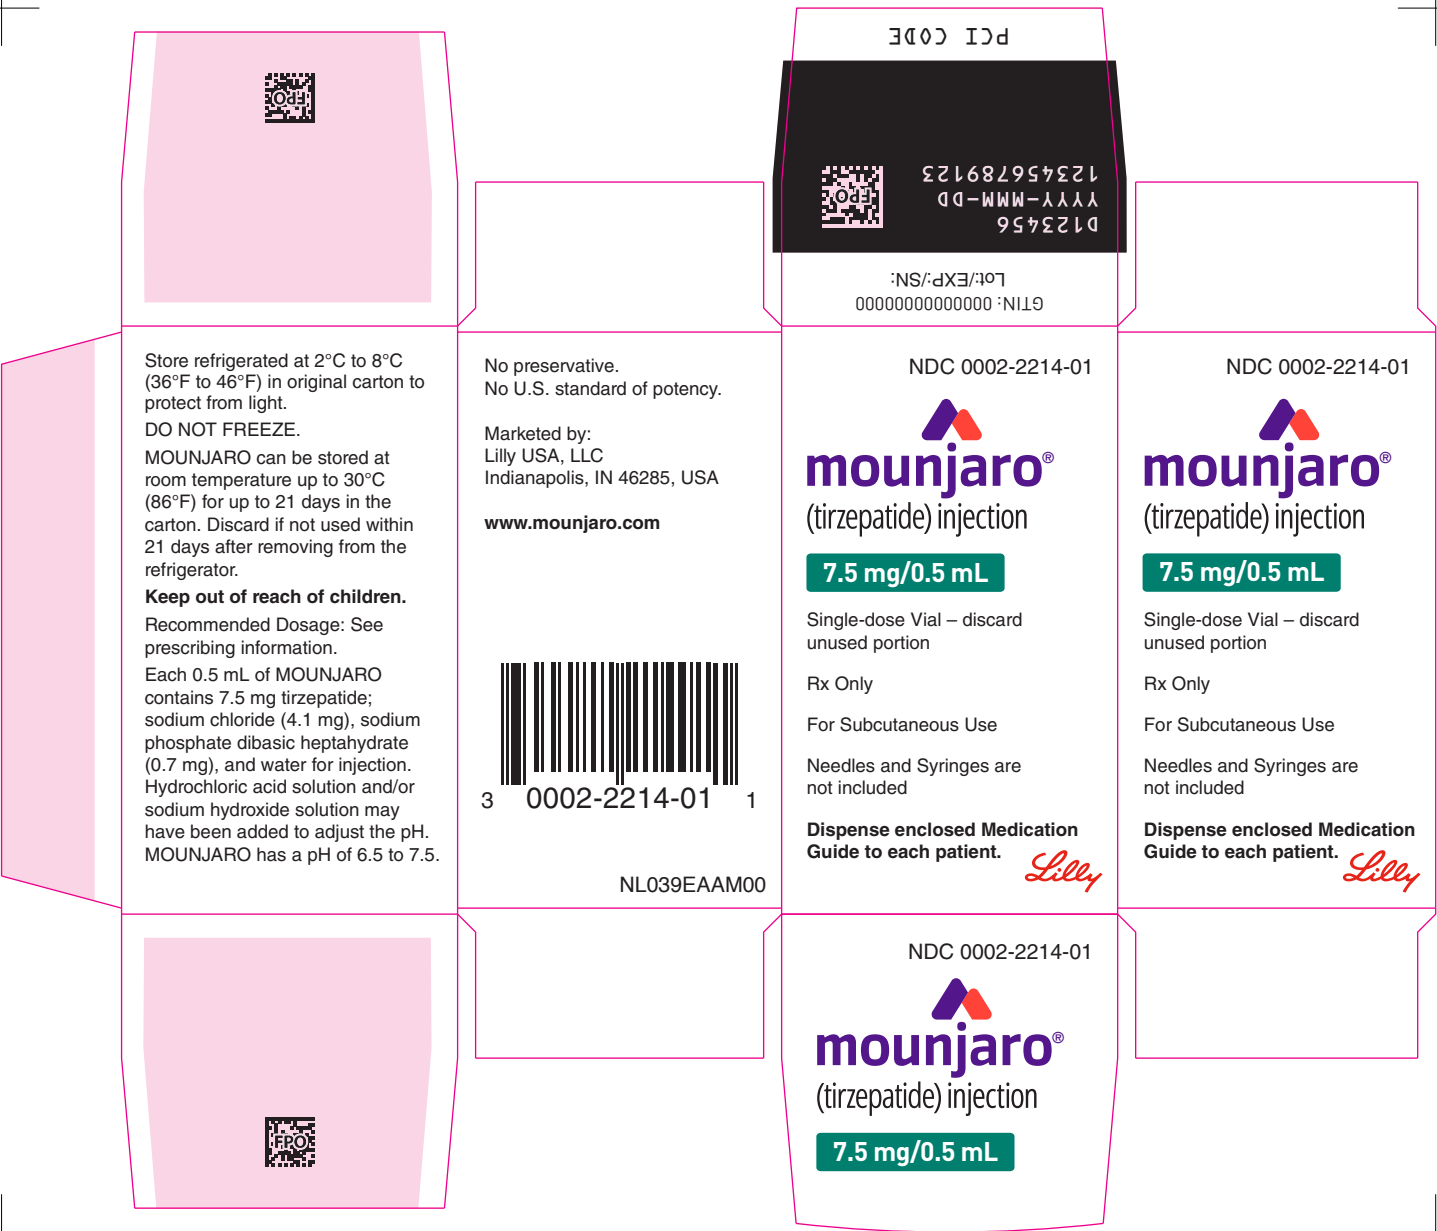 FPO
PCI CODE
123456789123
YYYY-MMM-DD
D123456
FPO
Lot:/EXP:/SN:
GTIN: 00000000000000
Store refrigerated at 2°C to 8°C
(36°F to 46°F) in original carton to
protect from light.
DO NOT FREEZE.
MOUNJARO can be stored at
room temperature up to 30°C
(86°F) for up to 21 days in the
carton. Discard if not used within
21 days after removing from the
refrigerator.
Keep out of reach of children.
Recommended Dosage: See
prescribing information.
Each 0.5 mL of MOUNJARO
contains 7.5 mg tirzepatide;
sodium chloride (4.1 mg), sodium
phosphate dibasic heptahydrate
(0.7 mg), and water for injection.
Hydrochloric acid solution and/or
sodium hydroxide solution may
have been added to adjust the pH.
MOUNJARO has a pH of 6.5 to 7.5.
No preservative.
No U.S. standard of potency.
Marketed by:
Lilly USA, LLC
Indianapolis, IN 46285, USA
www.mounjaro.com
3 0002-2214-01 1
NL039EAAM00
NDC 0002-2214-01
mounjaro®
(tirzepatide) injection
7.5 mg/0.5 mL
Single-dose Vial – discard
unused portion
Rx Only
For Subcutaneous Use
Needles and Syringes are
not included
Dispense enclosed Medication
Guide to each patient.
Lilly
NDC 0002-2214-01
mounjaro®
(tirzepatide) injection
7.5 mg/0.5 mL
Single-dose Vial – discard
unused portion
Rx Only
For Subcutaneous Use
Needles and Syringes are
not included
Dispense enclosed Medication
Guide to each patient.
Lilly
FPO
NDC 0002-2214-01
mounjaro®
(tirzepatide) injection
7.5 mg/0.5 mL